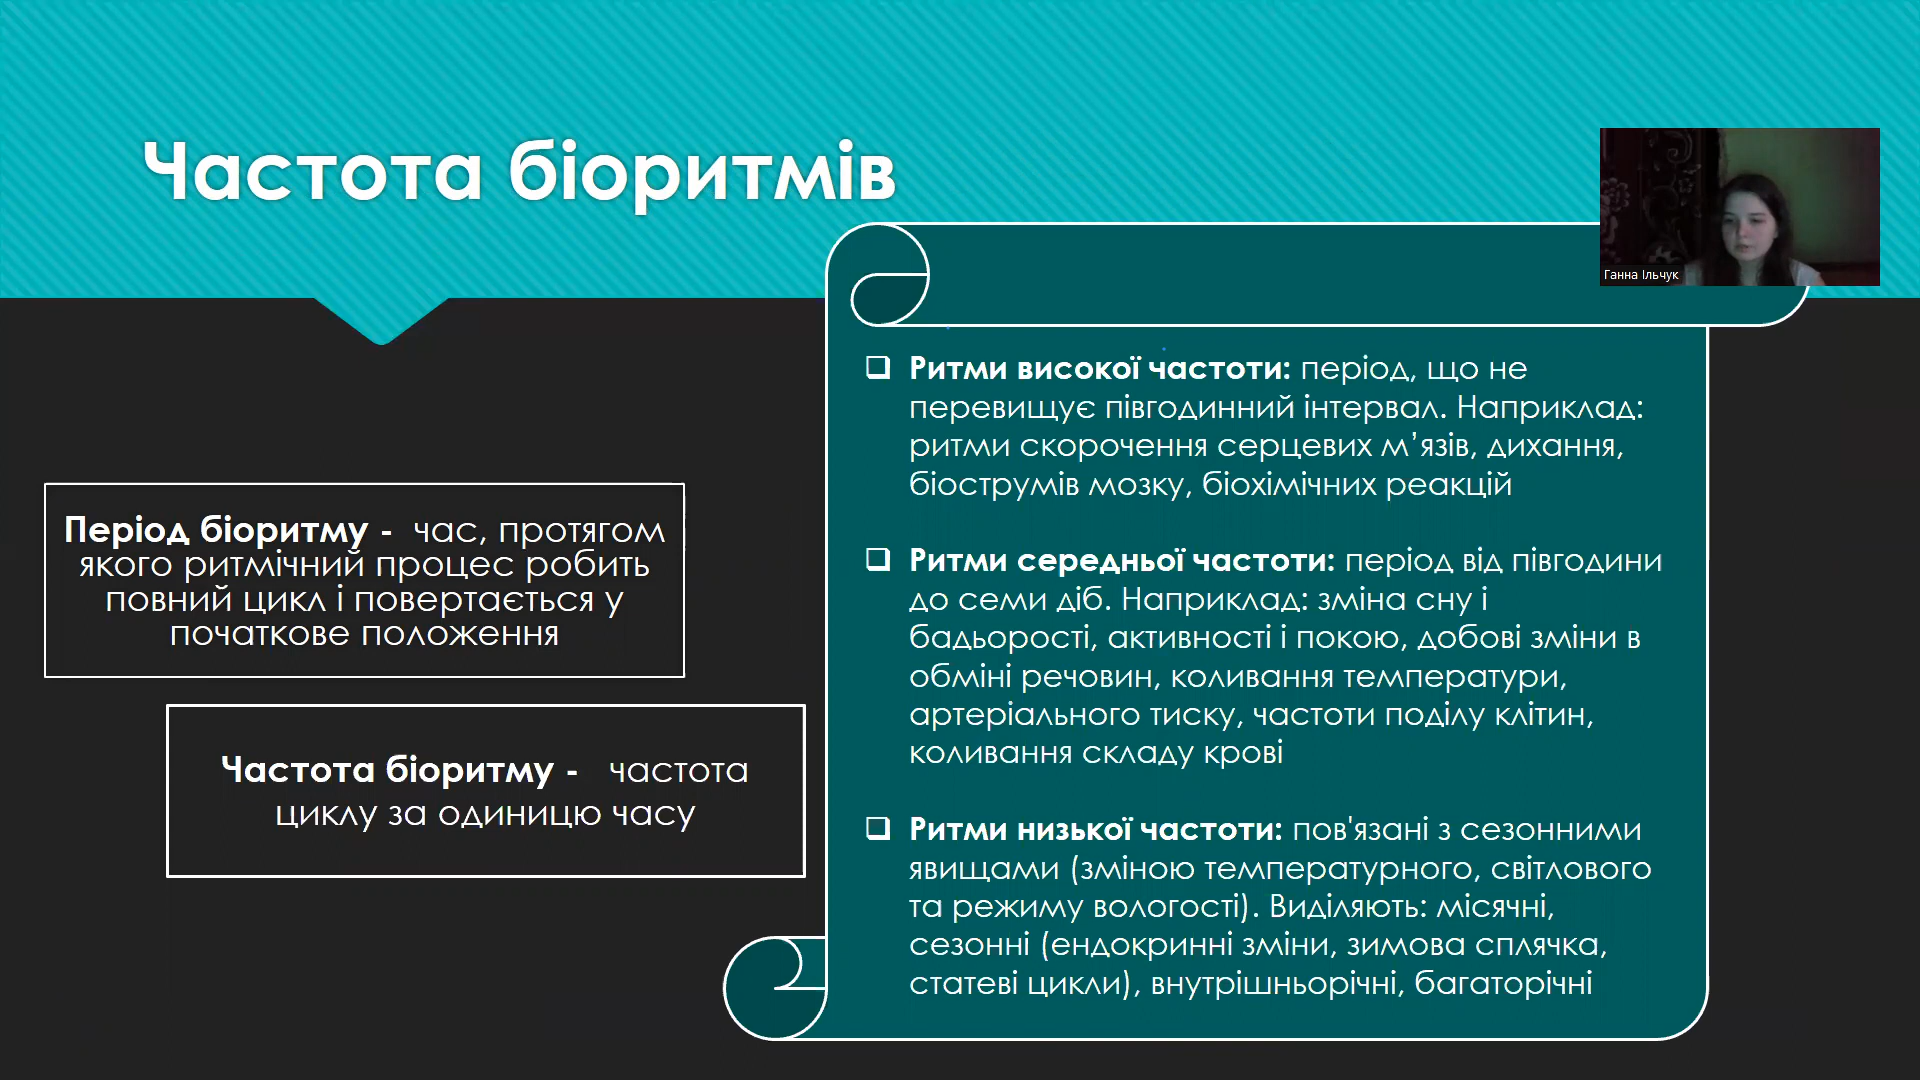 Частота біоритмів
Ганна Ільчук
Період біоритму - час, протягом
якого ритмічний процес робить
повний цикл і повертається у
початкове положення
Частота біоритму - частота
циклу за одиницю часу
Ритми високої частоти: період, що не
перевищує півгодинний інтервал. Наприклад:
ритми скорочення серцевих м’язів, дихання,
біострумів мозку, біохімічних реакцій
Ритми середньої частоти: період від півгодини
до семи діб. Наприклад: зміна сну і
бадьорості, активності і покою, добові зміни в
обміні речовин, коливання температури,
артеріального тиску, частоти поділу клітин,
коливання складу крові
Ритми низької частоти: пов'язані з сезонними
явищами (зміною температурного, світлового
та режиму вологості). Виділяють: місячні,
сезонні (ендокринні зміни, зимова сплячка,
статеві цикли), внутрішньорічні, багаторічні